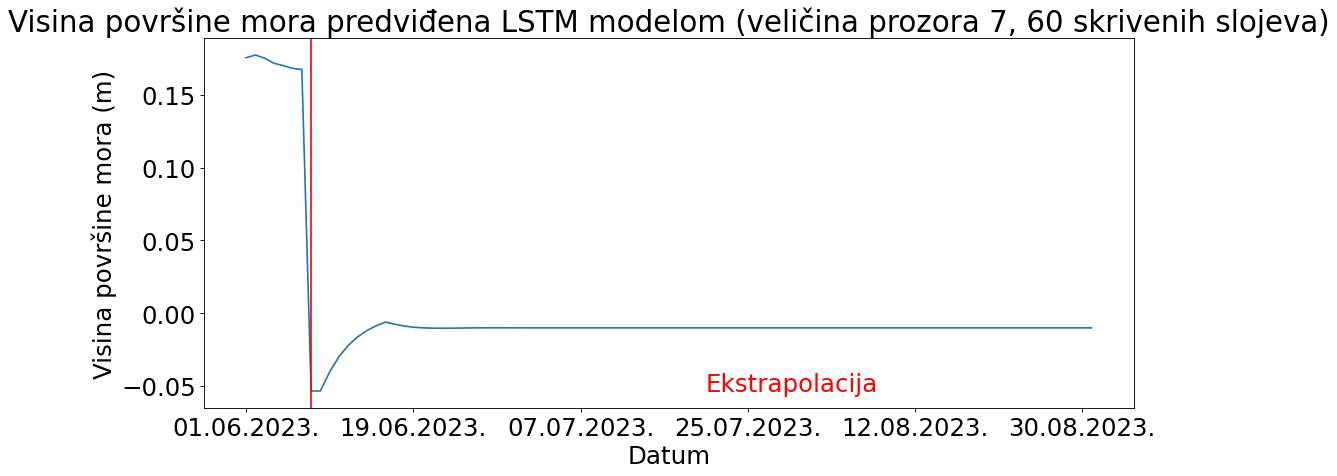 Visina površine mora predviđena LSTM modelom (veličina prozora 7, 60 skrivenih slojeva)
Visina površine mora (m)
0.15
0.10
0.05
0.00
−0.05
Ekstrapolacija
01.06.2023. 19.06.2023. 07.07.2023. 25.07.2023. 12.08.2023. 30.08.2023.
Datum